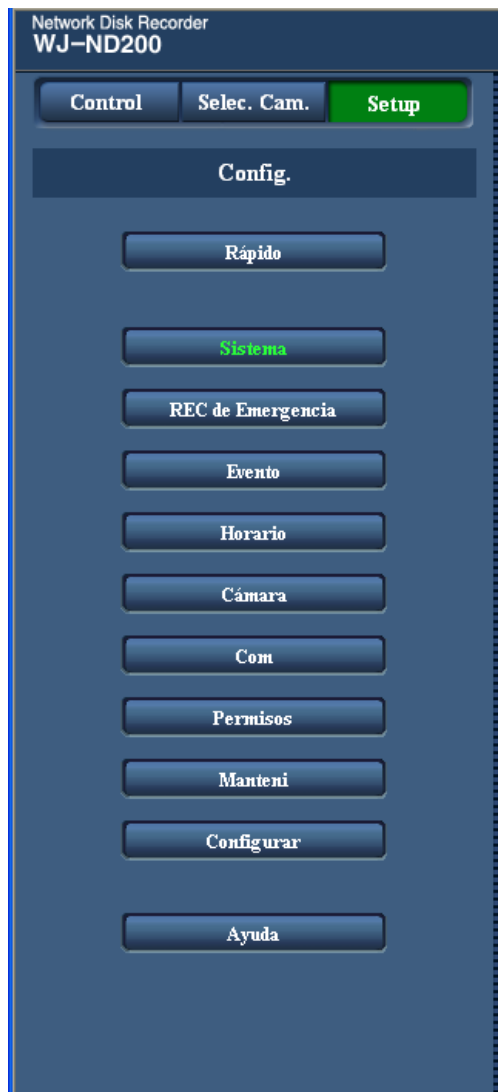 Network Disk Recorder
WJ-ND200
Control Selec. Cam. Setup
Config.
Rápido
Sistema
REC de Emergencia
Evento
Horario
Cámara
Com
Permisos
Manteni
Configurar
Ayuda